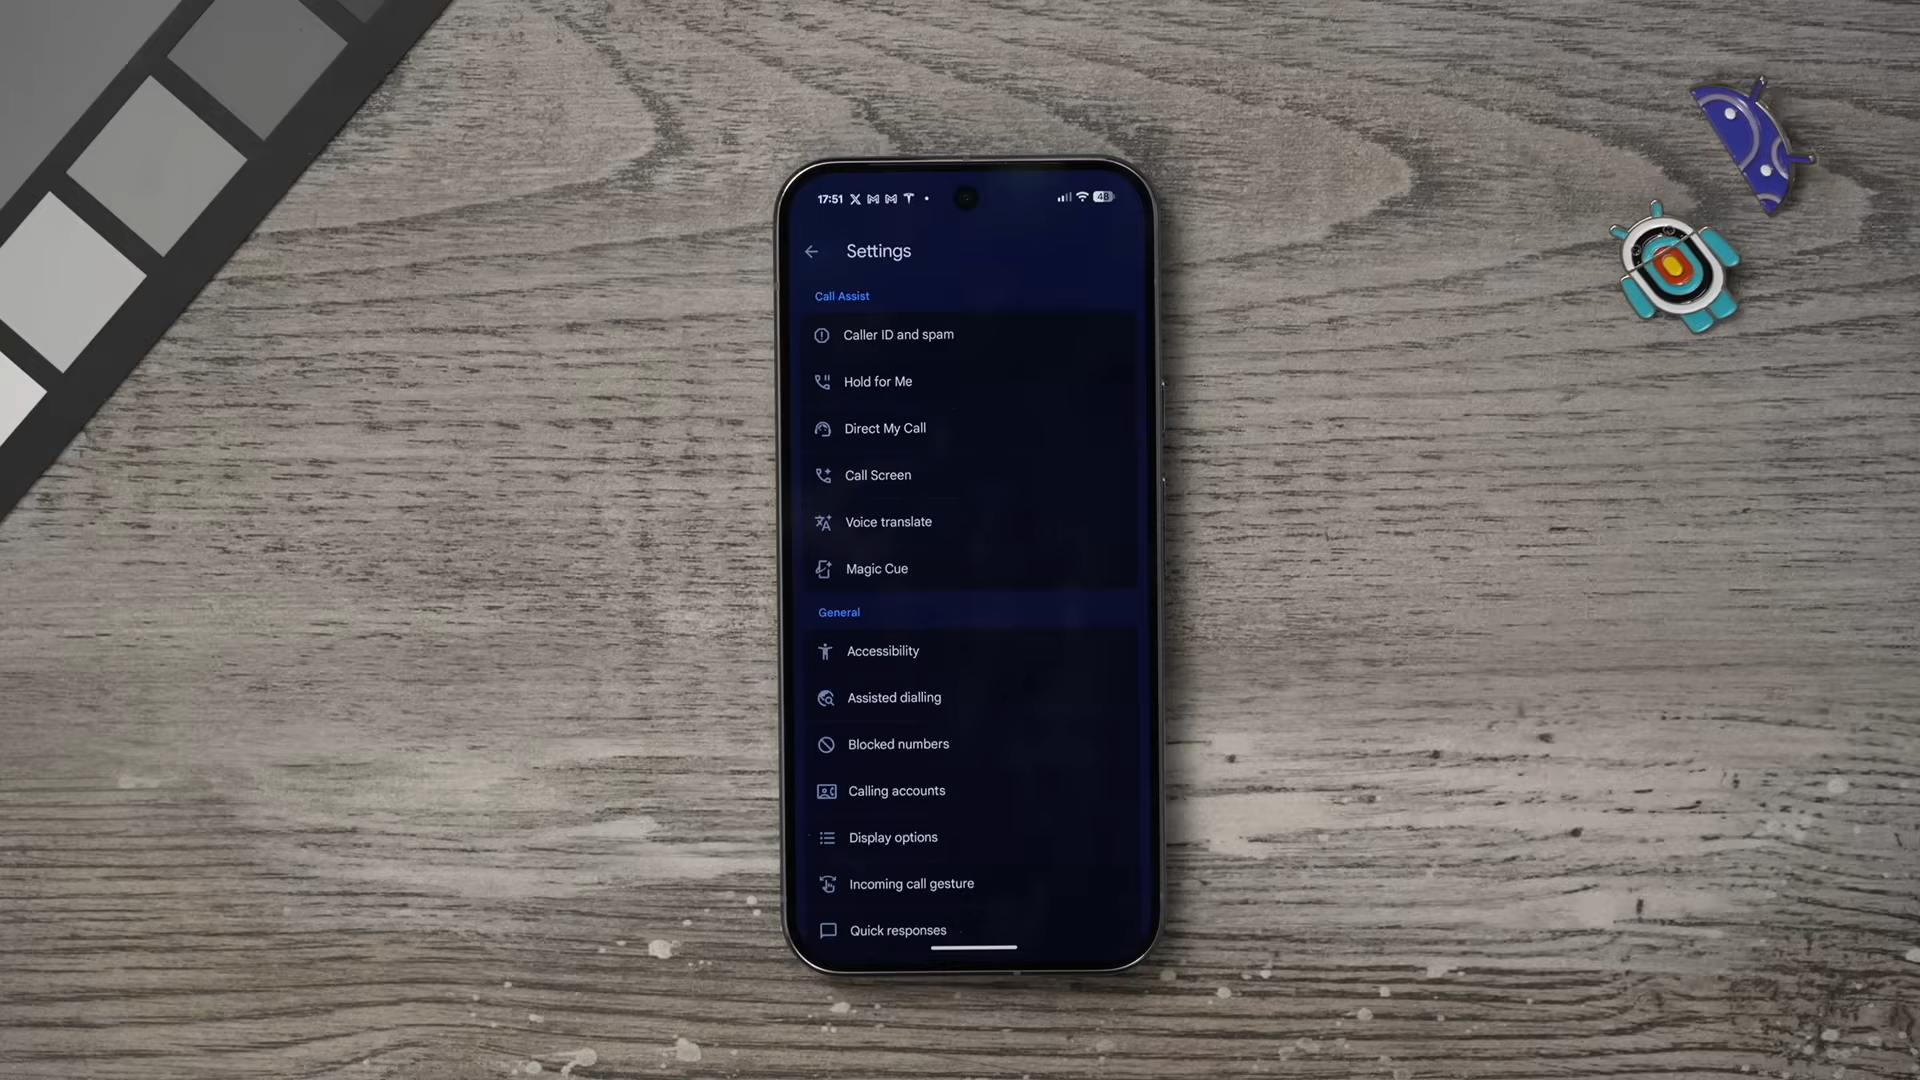 17:51
48
Settings
Call Assist
Caller ID and spam
Hold for Me
Direct My Call
Call Screen
Voice translate
Magic Cue
General
Accessibility
Assisted dialling
Blocked numbers
Calling accounts
Display options
Incoming call gesture
Quick responses